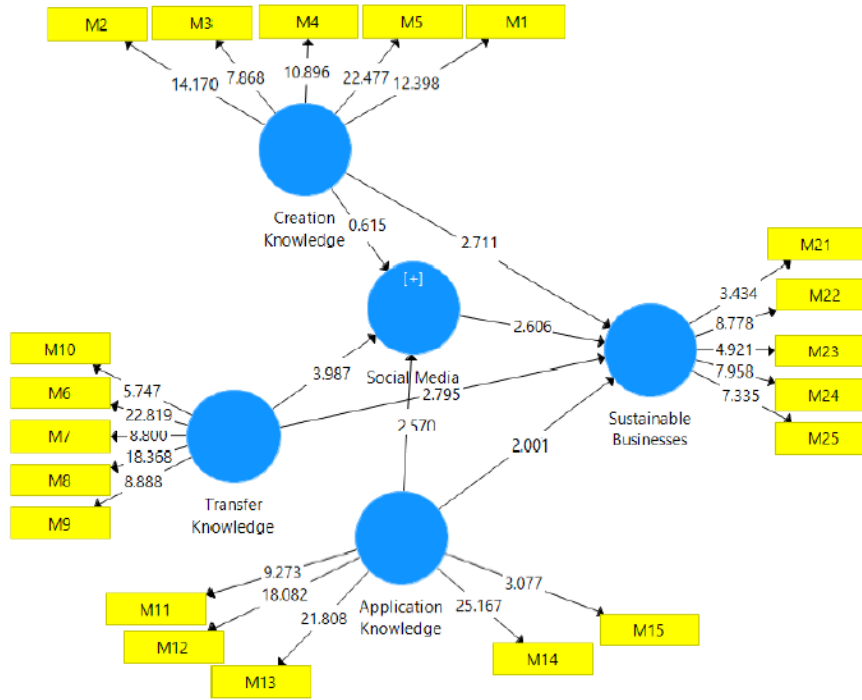 M2
M3
M4
M5
M1
14.170
7.868
10.896
22.477
12.398
Creation
Knowledge
0.615
2.711
[+]
Social Media
2.606
M21
M22
M23
M24
M25
3.434
8.778
4.921
7.958
7.335
Sustainable
Businesses
M10
M6
M7
M8
M9
5.747
22.819
8.800
18.368
8.888
Transfer
Knowledge
3.987
2.795
2.570
2.001
Application
Knowledge
9.273
18.082
21.808
25.167
3.077
M11
M12
M13
M14
M15